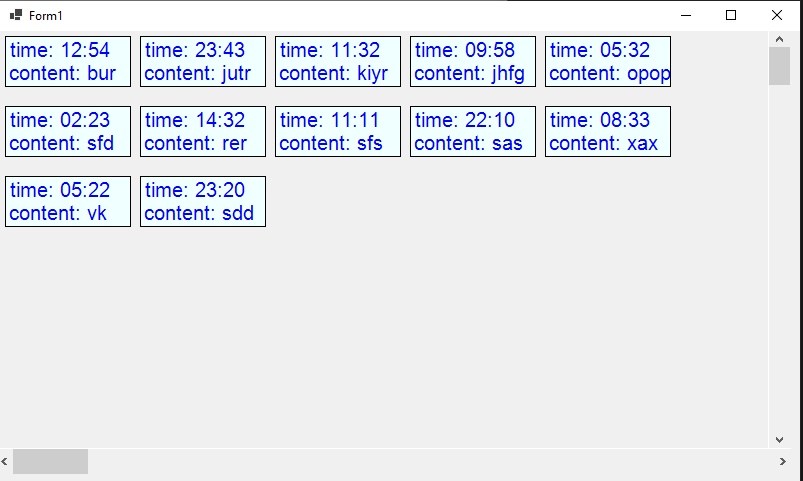 Form1
time: 12:54
content: bur
time: 23:43
content: jutr
time: 11:32
content: kiyr
time: 09:58
content: jhfg
time: 05:32
content: opop
time: 02:23
content: sfd
time: 14:32
content: rer
time: 11:11
content: sfs
time: 22:10
content: sas
time: 08:33
content: xax
time: 05:22
content: vk
time: 23:20
content: sdd